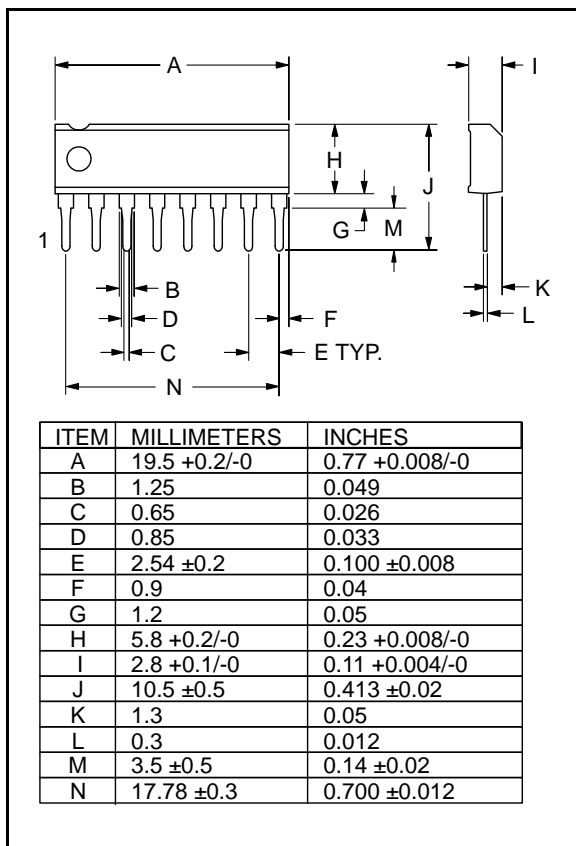 A
I
H
J
G
M
1
B
F
K
D
L
C
E TYP.
N
ITEM MILLIMETERS INCHES
A 19.5 +0.2/-0 0.77 +0.008/-0
B 1.25 0.049
C 0.65 0.026
D 0.85 0.033
E 2.54 ±0.2 0.100 ±0.008
F 0.9 0.04
G 1.2 0.05
H 5.8 +0.2/-0 0.23 +0.008/-0
I 2.8 +0.1/-0 0.11 +0.004/-0
J 10.5 ±0.5 0.413 ±0.02
K 1.3 0.05
L 0.3 0.012
M 3.5 ±0.5 0.14 ±0.02
N 17.78 ±0.3 0.700 ±0.012